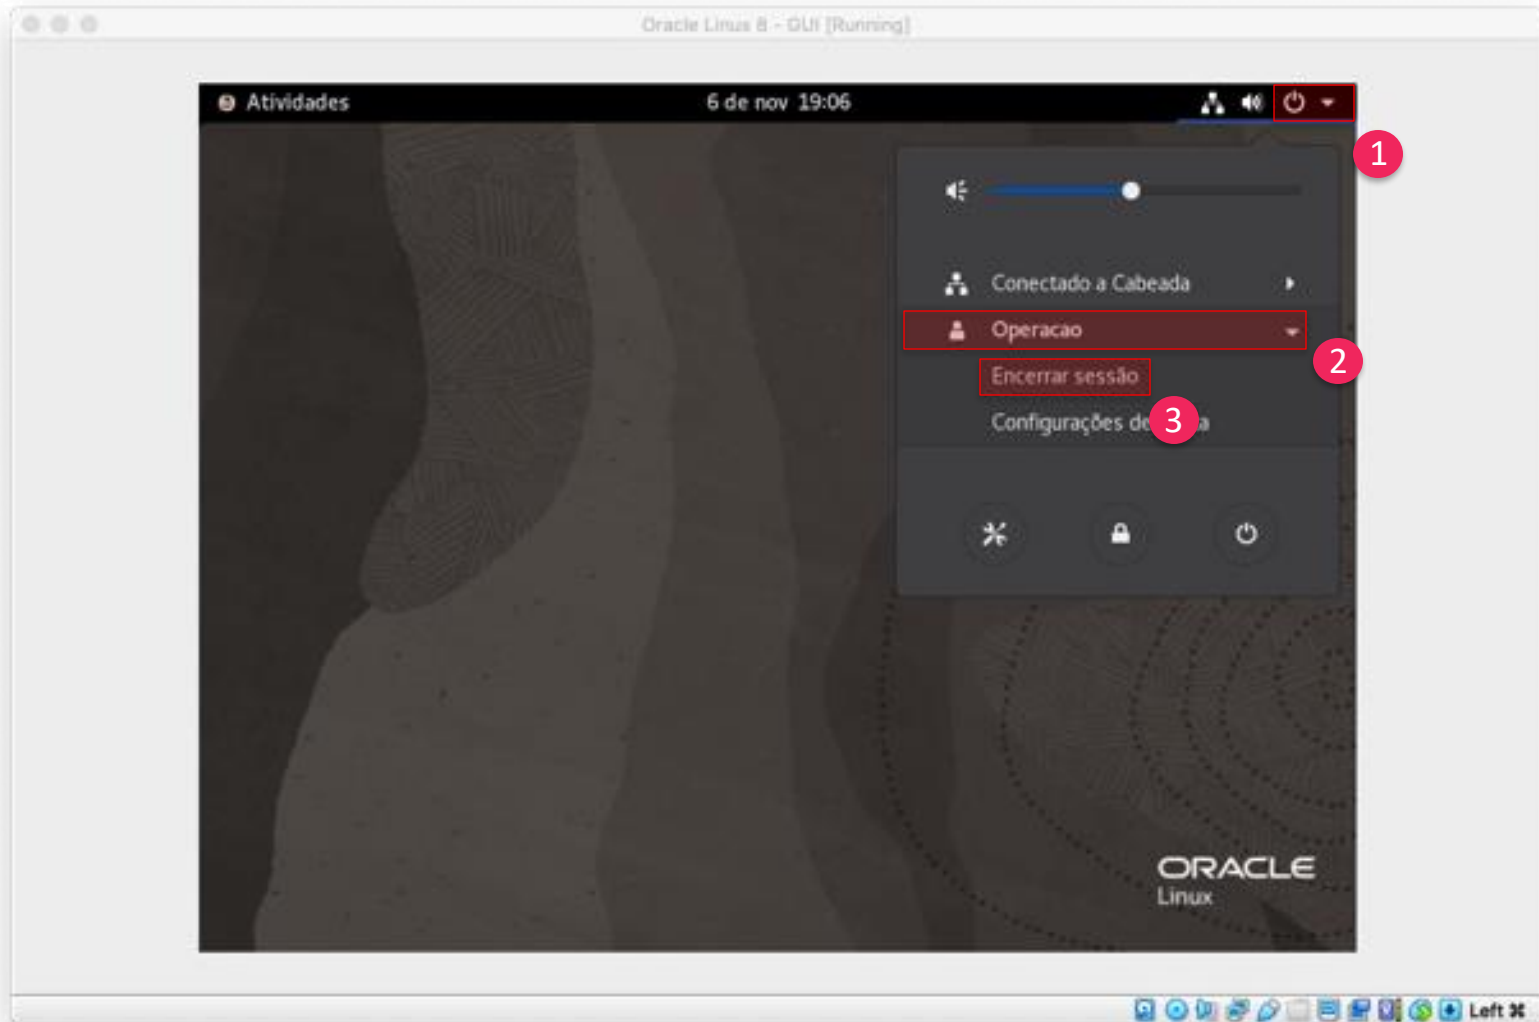 Oracle Linux 8 - GUI [Running]
Atividades
6 de nov 19:06
1
Conectado a Cabeada
Operacao
2
Encerrar sessão
Configurações de
3
ORACLE
Linux
Left ⌘